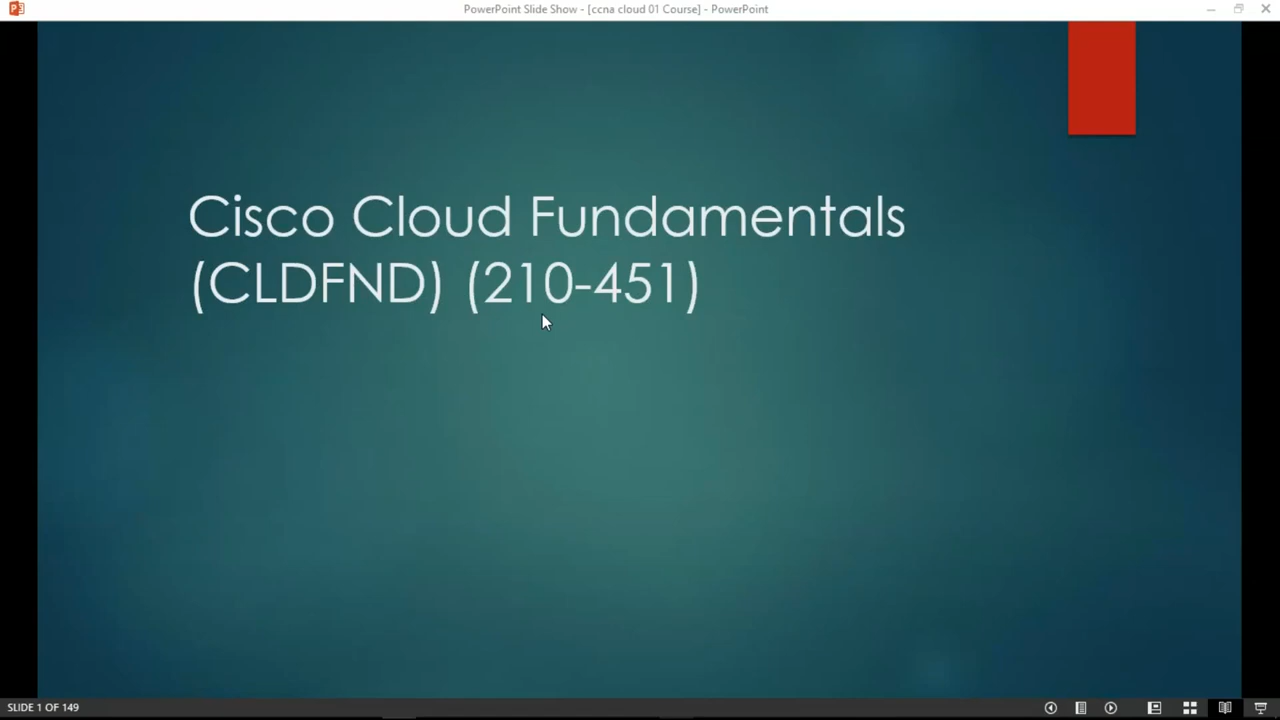 PowerPoint Slide Show - [ccna cloud 01 Course] - PowerPoint
Cisco Cloud Fundamentals
(CLDFND) (210-451)
SLIDE 1 OF 149